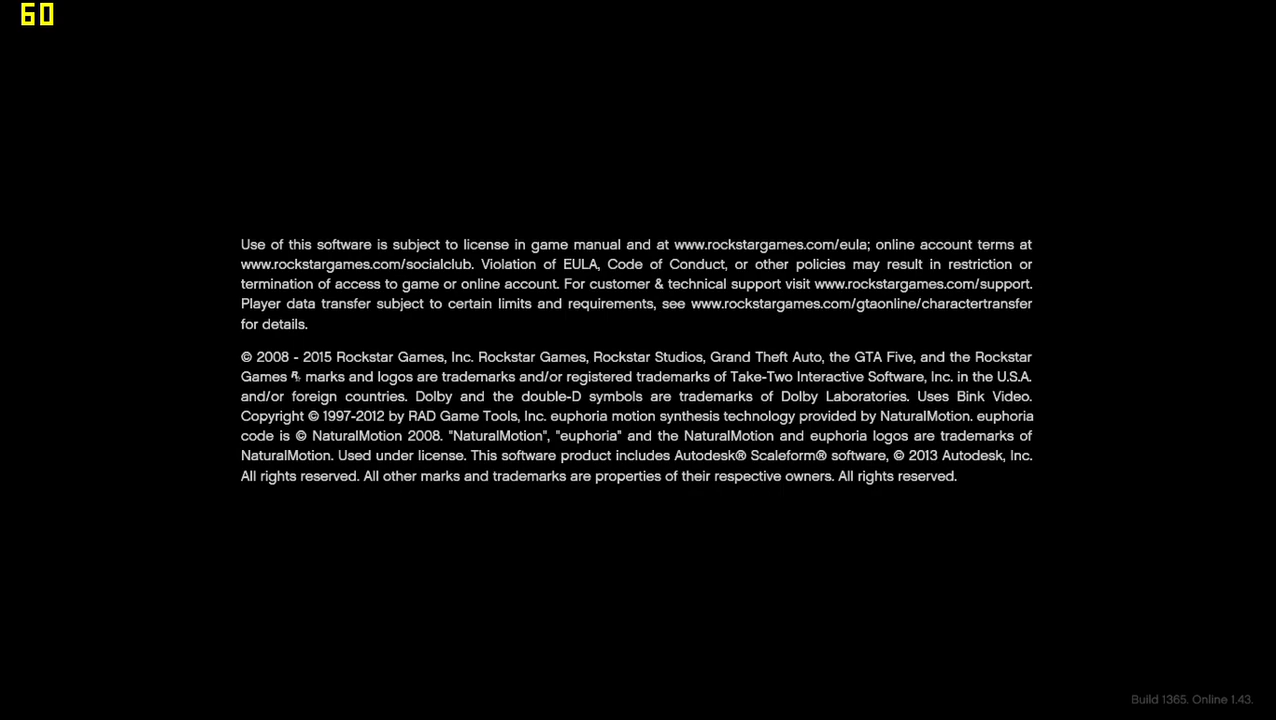 60
Use of this software is subject to license in game manual and at www.rockstargames.com/eula; online account terms at
www.rockstargames.com/socialclub. Violation of EULA, Code of Conduct, or other policies may result in restriction or
termination of access to game or online account. For customer & technical support visit www.rockstargames.com/support.
Player data transfer subject to certain limits and requirements, see www.rockstargames.com/gtaonline/charactertransfer
for details.
© 2008 - 2015 Rockstar Games, Inc. Rockstar Games, Rockstar Studios, Grand Theft Auto, the GTA Five, and the Rockstar
Games R* marks and logos are trademarks and/or registered trademarks of Take-Two Interactive Software, Inc. in the U.S.A.
and/or foreign countries. Dolby and the double-D symbols are trademarks of Dolby Laboratories. Uses Bink Video.
Copyright © 1997-2012 by RAD Game Tools, Inc. euphoria motion synthesis technology provided by NaturalMotion. euphoria
code is © NaturalMotion 2008. "NaturalMotion", "euphoria" and the NaturalMotion and euphoria logos are trademarks of
NaturalMotion. Used under license. This software product includes Autodesk® Scaleform® software, © 2013 Autodesk, Inc.
All rights reserved. All other marks and trademarks are properties of their respective owners. All rights reserved.
Build 1365. Online 1.43.